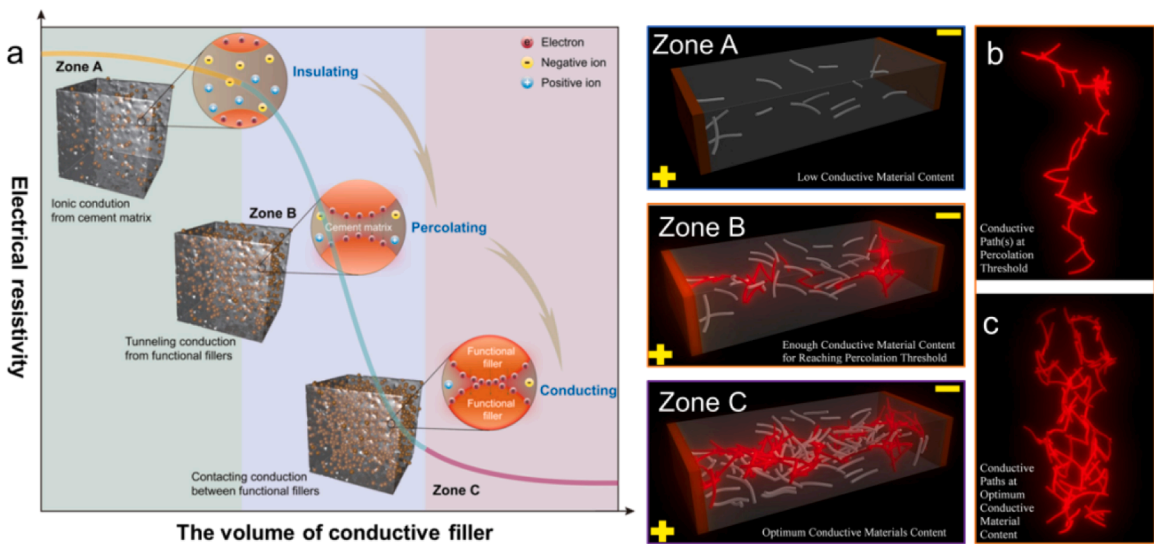 a
Electrical resistivity
The volume of conductive filler
Electron
Negative ion
Positive ion
Zone A
Insulating
Ionic condution
from cement matrix
Zone B
Cement matrix
Percolating
Tunneling conduction
from functional fillers
Functional
filler
Functional
filler
Conducting
Contacting conduction
between functional fillers
Zone C
Zone A
Low Conductive Material Content
Zone B
Enough Conductive Material Content
for Reaching Percolation Threshold
Zone C
Optimum Conductive Materials Content
b
Conductive
Path(s) at
Percolation
Threshold
c
Conductive
Paths at
Optimum
Conductive
Material
Content